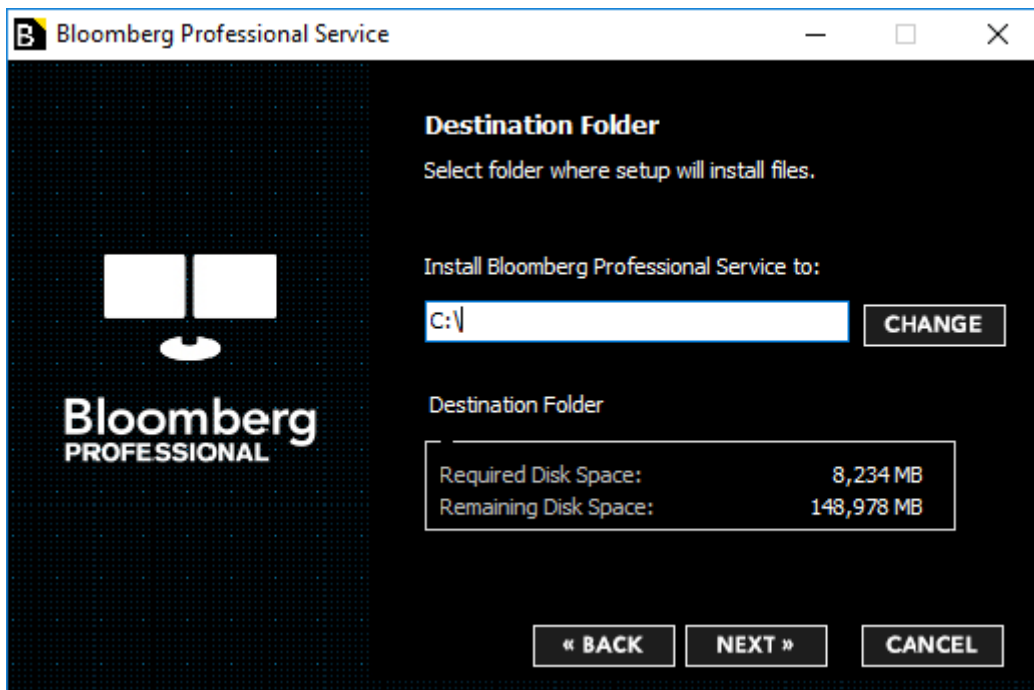 Bloomberg Professional Service
Destination Folder
Select folder where setup will install files.
Install Bloomberg Professional Service to:
C:\
CHANGE
Bloomberg
PROFESSIONAL
Destination Folder
Required Disk Space: 8,234 MB
Remaining Disk Space: 148,978 MB
« BACK NEXT » CANCEL